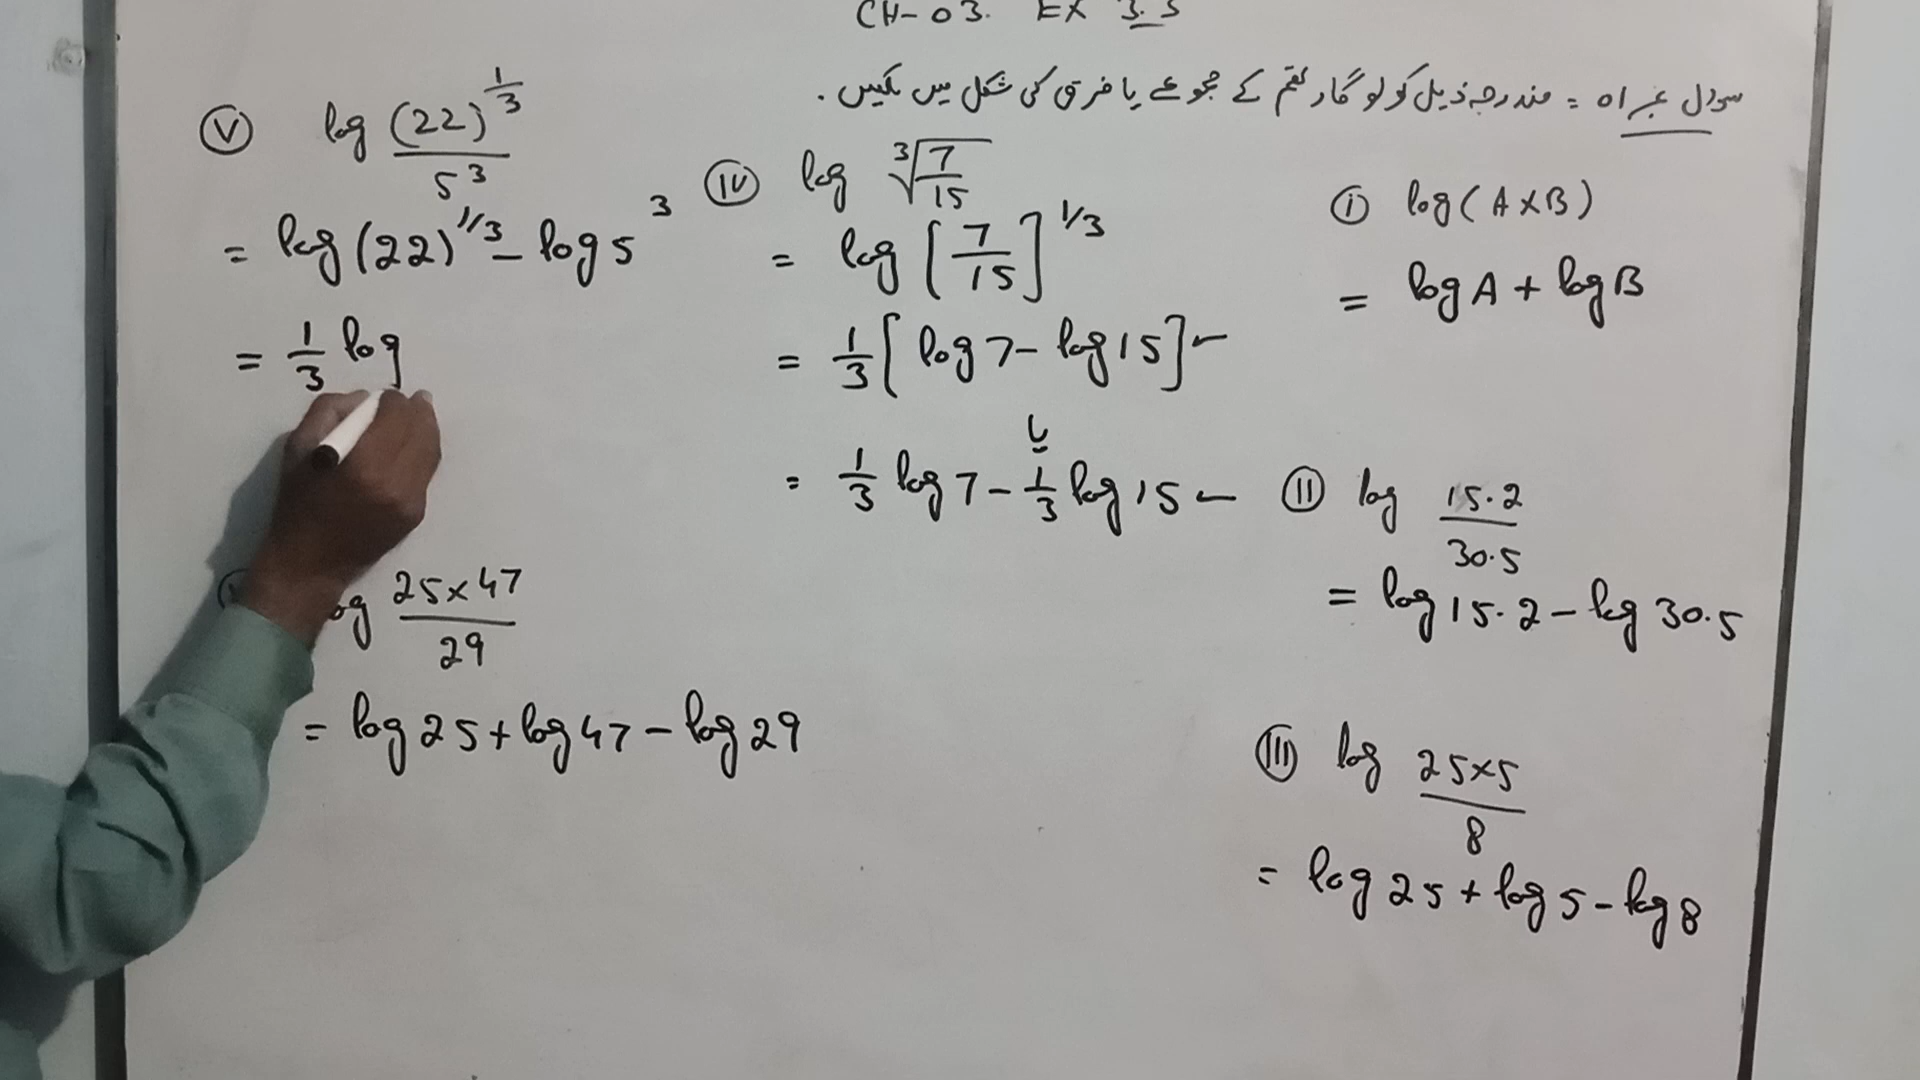 CH-03. EX 3.3
سوال نمبر 01 = مندرجہ ذیل کو لوگارتھم کے مجموعے یا فرق کی شکل میں لکھیں .
(i) log(A×B)
= log A + log B
(ii) log 15.2/30.5
= log 15.2 - log 30.5
(iii) log 25×5/8
= log 25 + log 5 - log 8
(iv) log ∛(7/15)
= log [7/15]^1/3
= 1/3 [log 7 - log 15]
یا
= 1/3 log 7 - 1/3 log 15
(v) log (22)^1/3 / 5^3
= log (22)^1/3 - log 5^3
= 1/3 log
log 25×47/29
= log 25 + log 47 - log 29